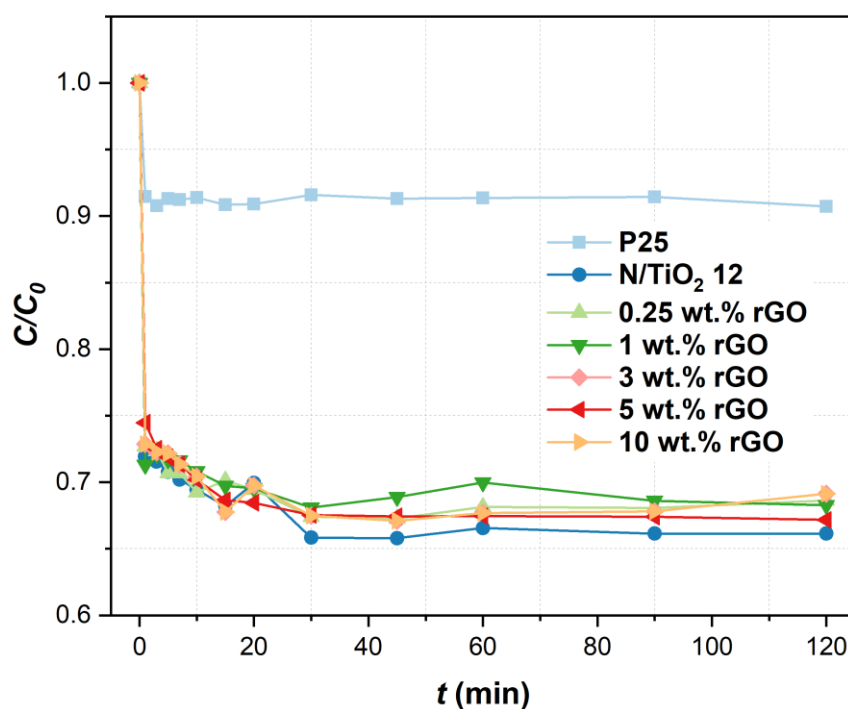 1.0
0.9
0.8
0.7
0.6
C/C₀
0
20
40
60
80
100
120
t (min)
P25
N/TiO₂ 12
0.25 wt.% rGO
1 wt.% rGO
3 wt.% rGO
5 wt.% rGO
10 wt.% rGO